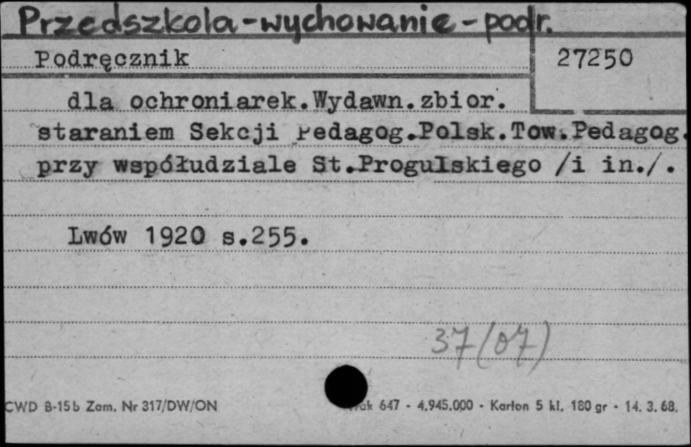 Przedszkola-wychowanie-podr.
Podręcznik 27250
dla ochroniarek.Wydawn.zbior.
staraniem Sekcji Pedagog.Polsk.Tow.Pedagog.
przy współudziale St.Progulskiego /i in./.
Lwów 1920 s.255.
37(07)
CWD B-15b Zam. Nr 317/DW/ON 647 - 4.945.000 - Karton 5 kl. 180 gr - 14. 3. 68.